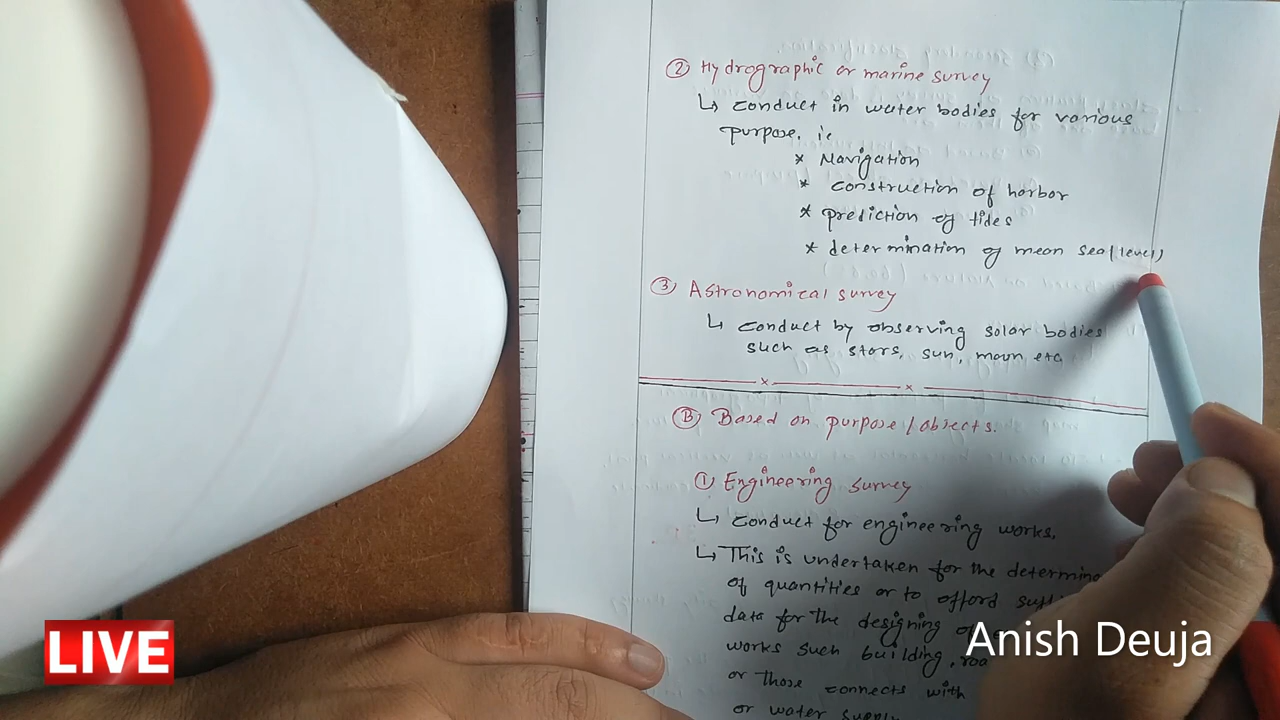 ② Hydrographic or marine survey
↳ conduct in water bodies for various
purpose. ie
* Navigation
* construction of harbor
* prediction of tides
* determination of mean sea(level)
③ Astronomical survey
↳ conduct by observing solar bodies
such as stars, sun, moon etc
Ⓑ Based on purpose/objects.
① Engineering survey
↳ conduct for engineering works.
↳ This is undertaken for the determina
of quantities or to afford
data for the designing
works such building,
or those connects with
or water supply
LIVE
Anish Deuja